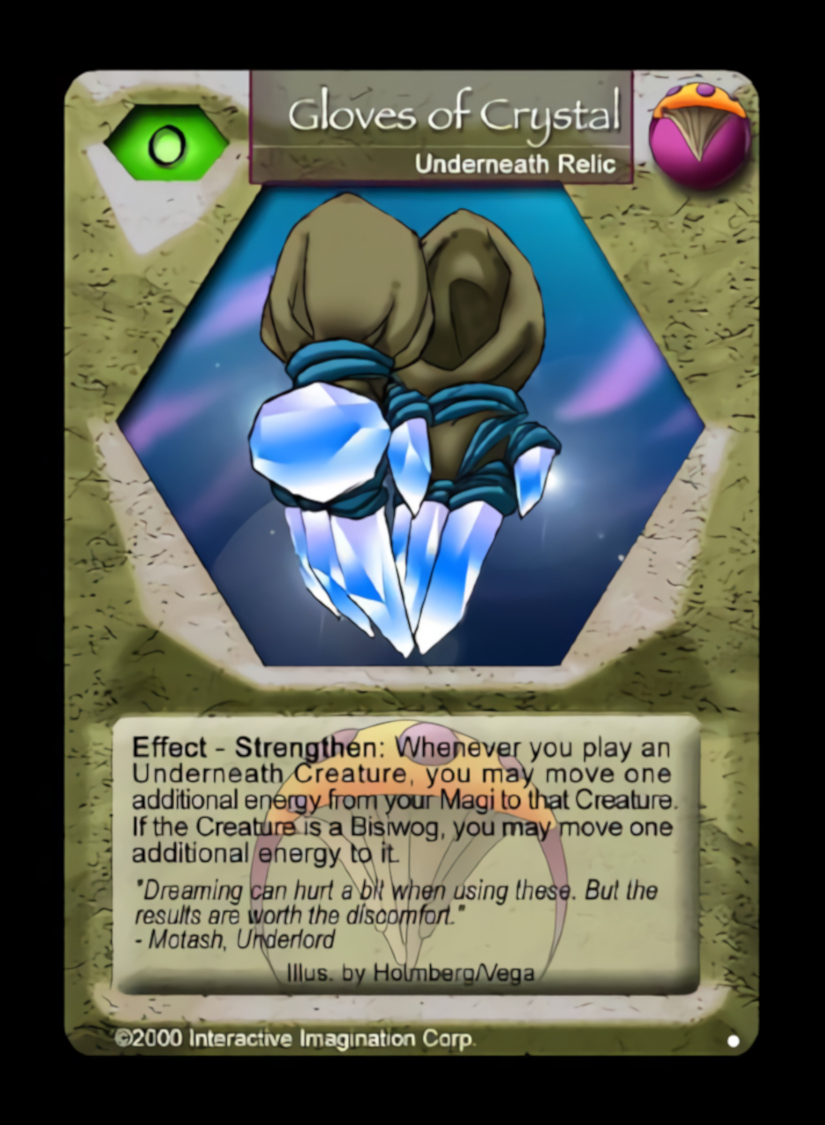 0
Gloves of Crystal
Underneath Relic
Effect - Strengthen: Whenever you play an
Underneath Creature, you may move one
additional energy from your Magi to that Creature.
If the Creature is a Bisiwog, you may move one
additional energy to it.
"Dreaming can hurt a bit when using these. But the
results are worth the discomfort."
- Motash, Underlord
Illus. by Holmberg/Vega
©2000 Interactive Imagination Corp.